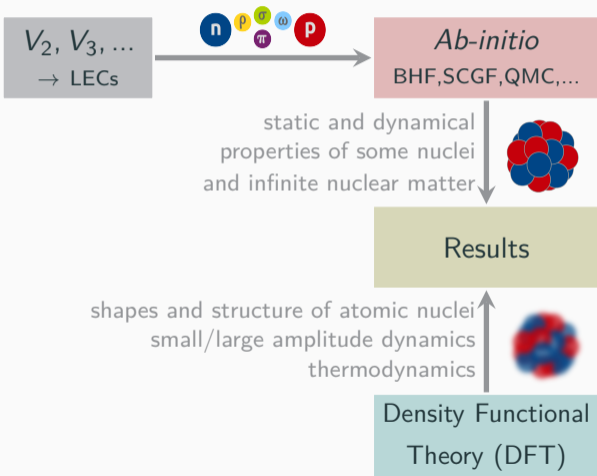 V₂, V₃, ...
→ LECs
n ρ σ ω π p
Ab-initio
BHF,SCGF,QMC,...
static and dynamical
properties of some nuclei
and infinite nuclear matter
Results
shapes and structure of atomic nuclei
small/large amplitude dynamics
thermodynamics
Density Functional
Theory (DFT)